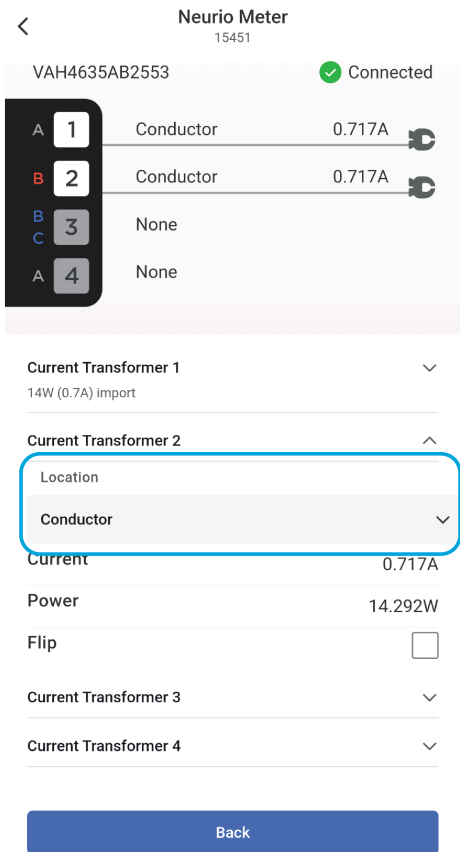 Neurio Meter
15451
VAH4635AB2553 Connected
A 1 Conductor 0.717A
B 2 Conductor 0.717A
B C 3 None
A 4 None
Current Transformer 1
14W (0.7A) import
Current Transformer 2
Location
Conductor
Current 0.717A
Power 14.292W
Flip
Current Transformer 3
Current Transformer 4
Back